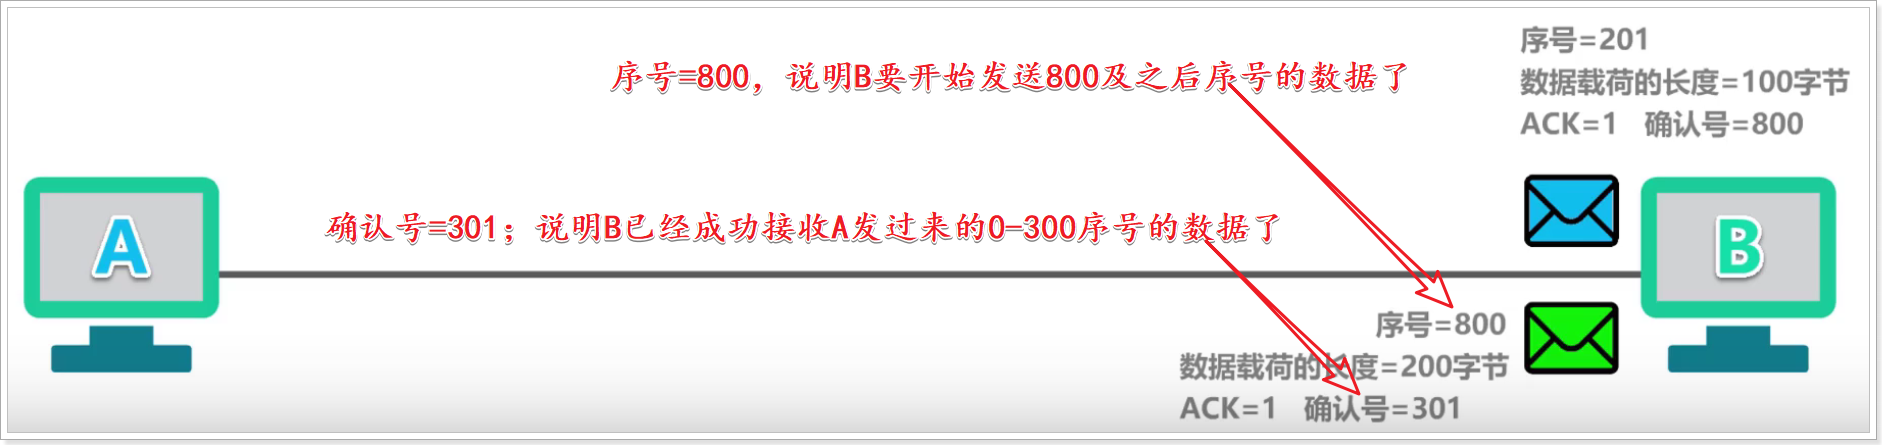 序号=201
序号=800，说明B要开始发送800及之后序号的数据了
数据载荷的长度=100字节
ACK=1 确认号=800
确认号=301；说明B已经成功接收A发过来的0-300序号的数据了
A
B
序号=800
数据载荷的长度=200字节
ACK=1 确认号=301